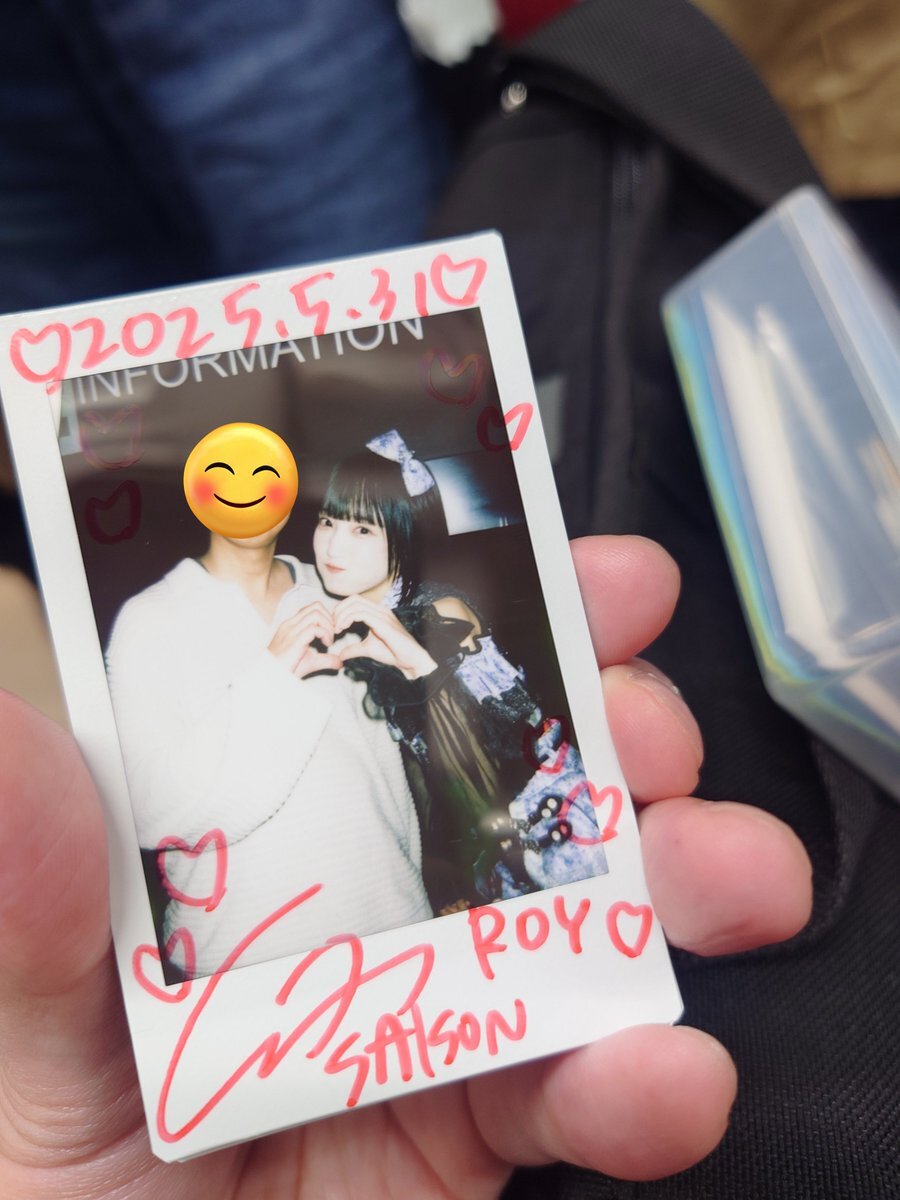 ♡2025.5.31♡
INFORMATION
ROY♡
SAISON